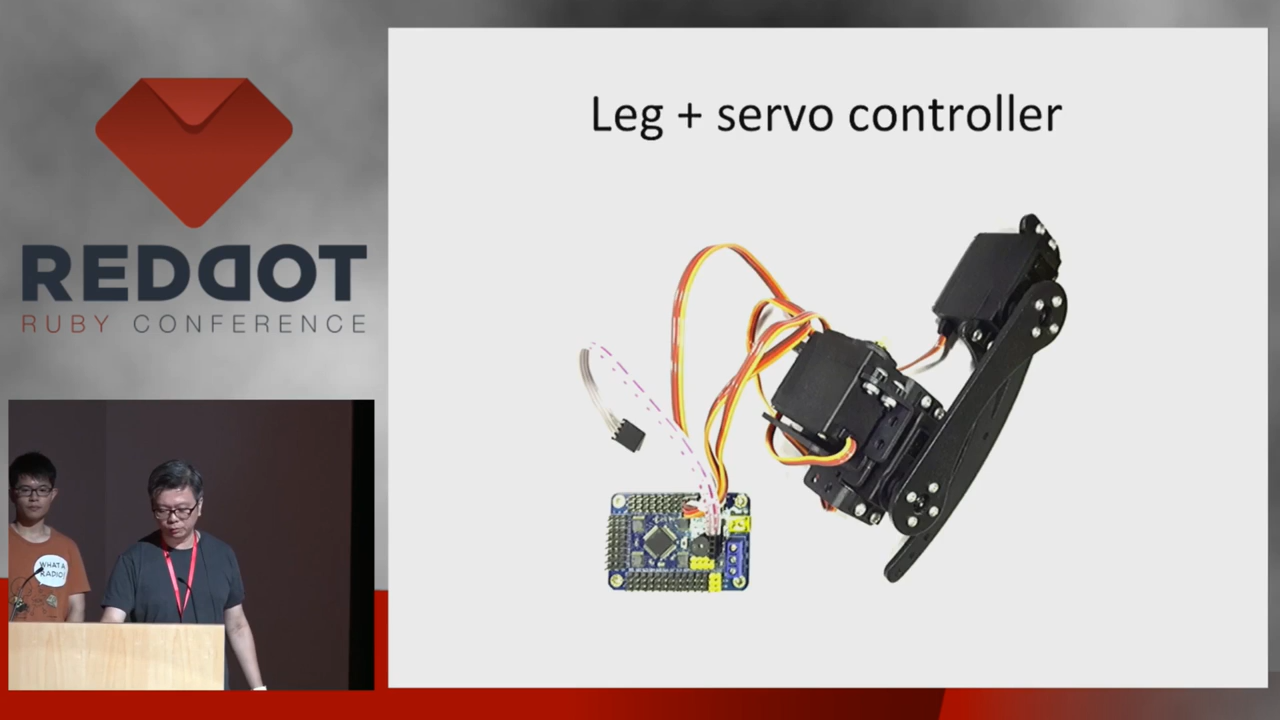 REDDOT
RUBY CONFERENCE
Leg + servo controller
WHAT A
RADIO!